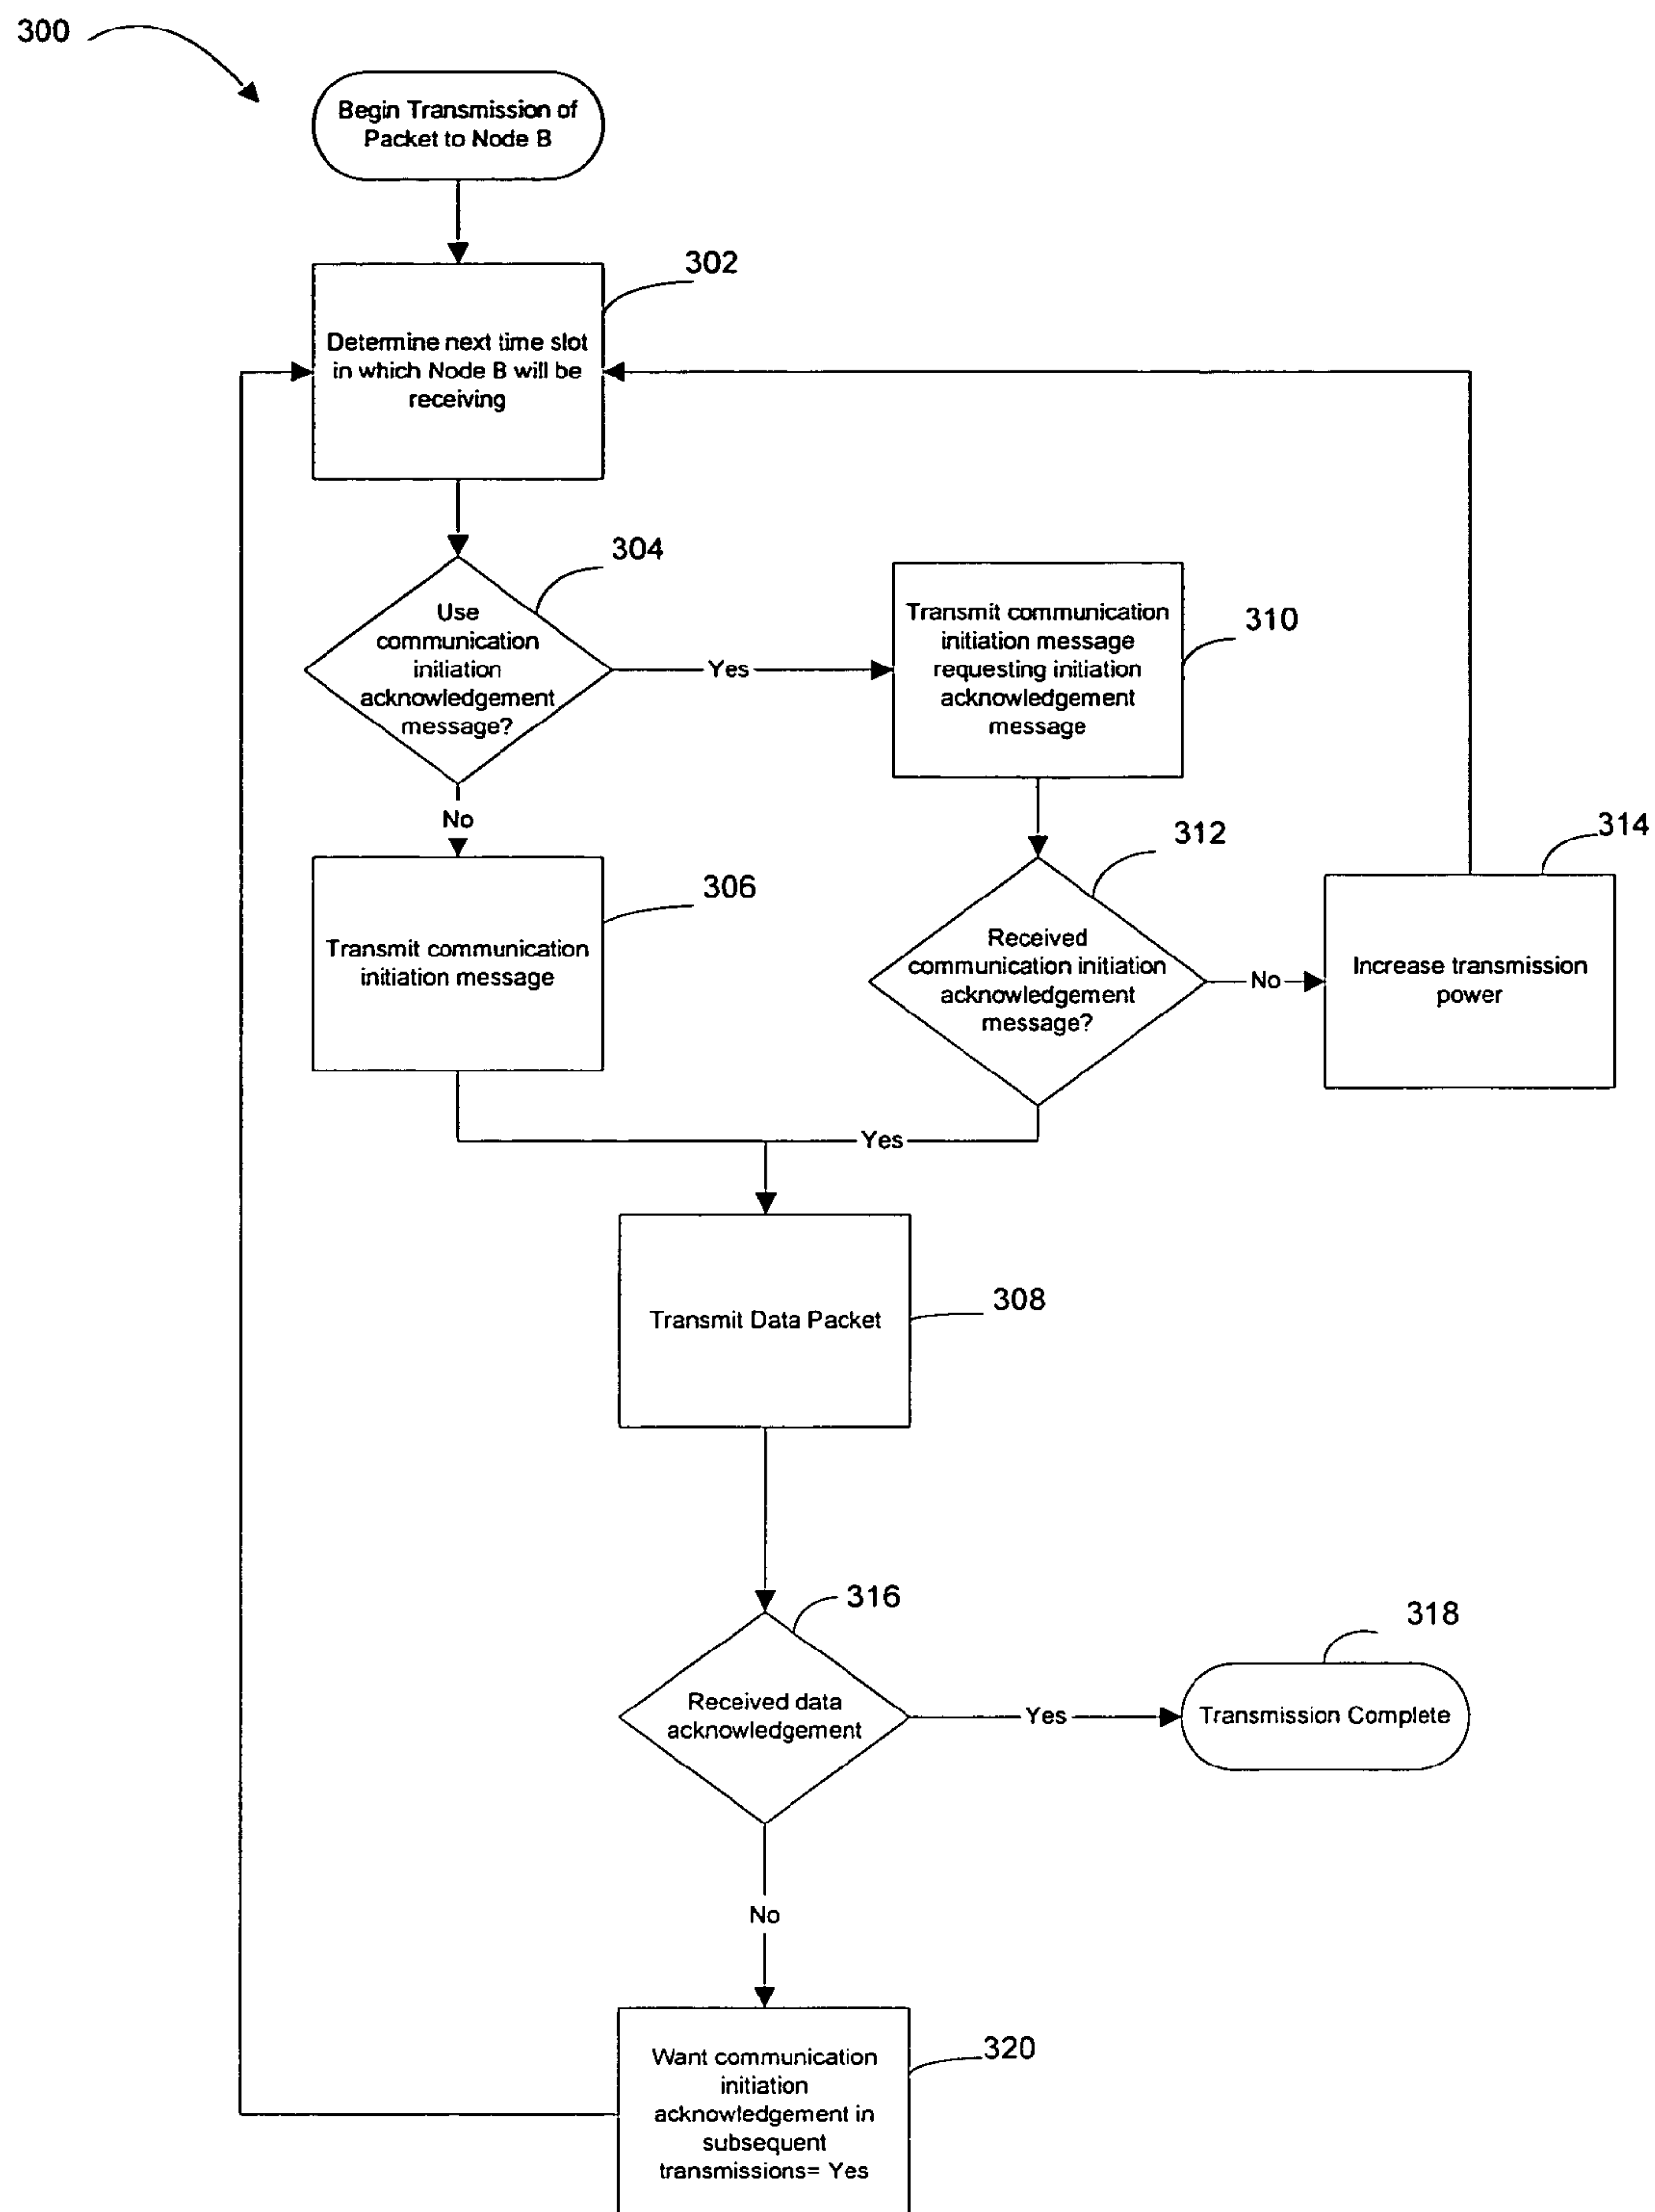 300
Begin Transmission of
Packet to Node B
302
Determine next time slot
in which Node B will be
receiving
304
Use
communication
initiation
acknowledgement
message?
Yes
Transmit communication
initiation message
requesting initiation
acknowledgement
message
310
No
312
314
306
Transmit communication
initiation message
Received
communication initiation
acknowledgement
message?
No
Increase transmission
power
Yes
Transmit Data Packet
308
316
318
Received data
acknowledgement
Yes
Transmission Complete
No
320
Want communication
initiation
acknowledgement in
subsequent
transmissions= Yes